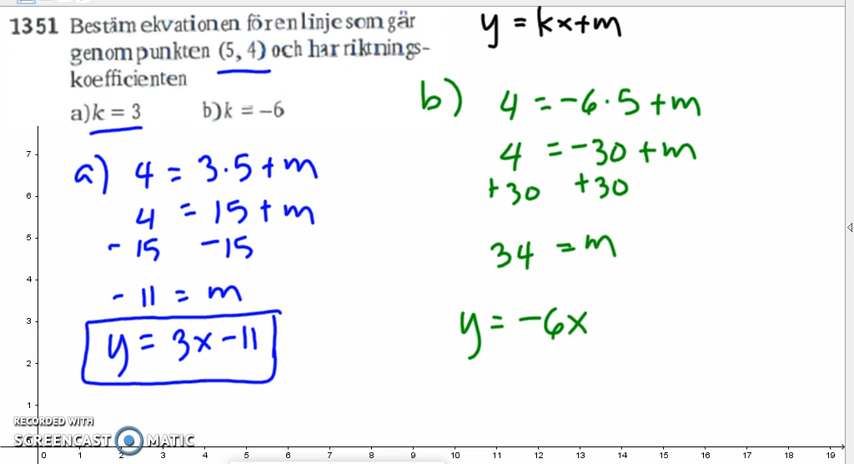 1351 Bestäm ekvationen för en linje som går
genom punkten (5, 4) och har riktnings-
koefficienten
a)k = 3 b)k = -6
y = kx+m
a) 4 = 3·5+m
4 = 15+m
-15 -15
-11 = m
y = 3x-11
b) 4 = -6·5+m
4 = -30+m
+30 +30
34 = m
y = -6x
7
6
5
4
3
2
1
RECORDED WITH
SCREENCAST MATIC
0 1 2 3 4 5 6 7 8 9 10 11 12 13 14 15 16 17 18 19